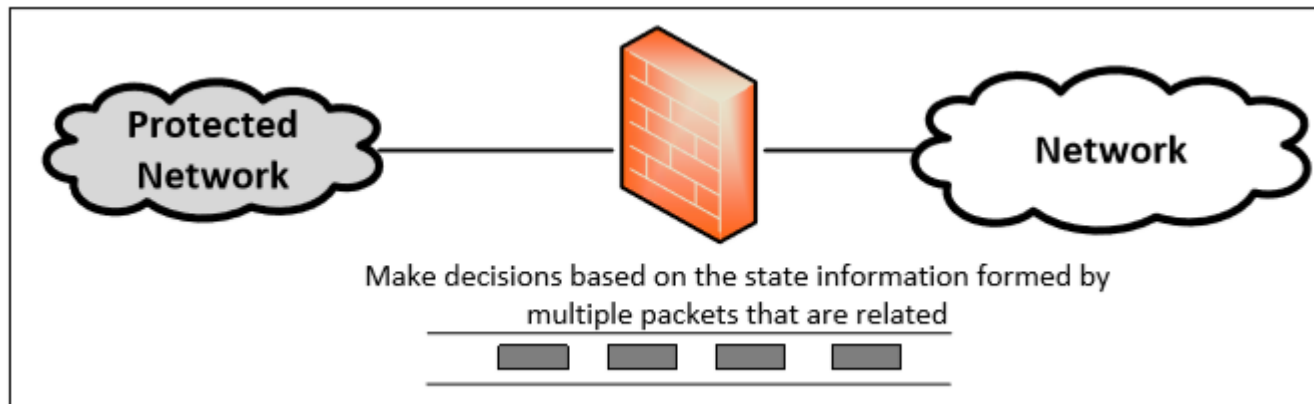 Protected
Network
Network
Make decisions based on the state information formed by
multiple packets that are related